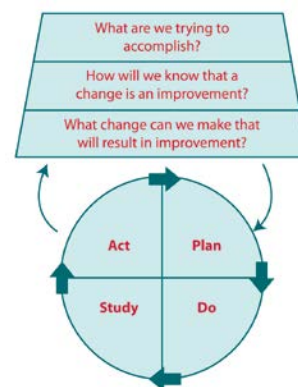 What are we trying to
accomplish?
How will we know that a
change is an improvement?
What change can we make that
will result in improvement?
Act
Plan
Study
Do